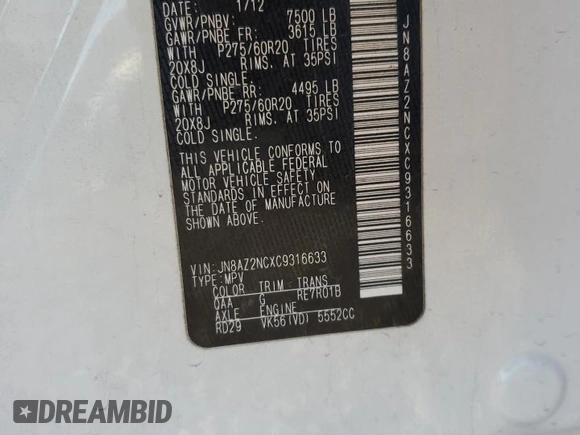 1/12
GVWR/PNBV: 7500 LB
GAWR/PNBE FR: 3615 LB
WITH P275/60R20 TIRES
20X8J RIMS, AT 35PSI
COLD SINGLE.
GAWR/PNBE RR: 4495 LB
WITH P275/60R20 TIRES
20X8J RIMS, AT 35PSI
COLD SINGLE.
THIS VEHICLE CONFORMS TO
ALL APPLICABLE FEDERAL
MOTOR VEHICLE SAFETY
STANDARDS IN EFFECT ON
THE DATE OF MANUFACTURE
SHOWN ABOVE.
VIN: JN8AZ2NCXC9316633
TYPE: MPV
COLOR TRIM TRANS
QAA G RE7R01B
AXLE ENGINE
RD29 VK56(VD) 5552CC
JN8AZ2NCXC9316633
DREAMBID